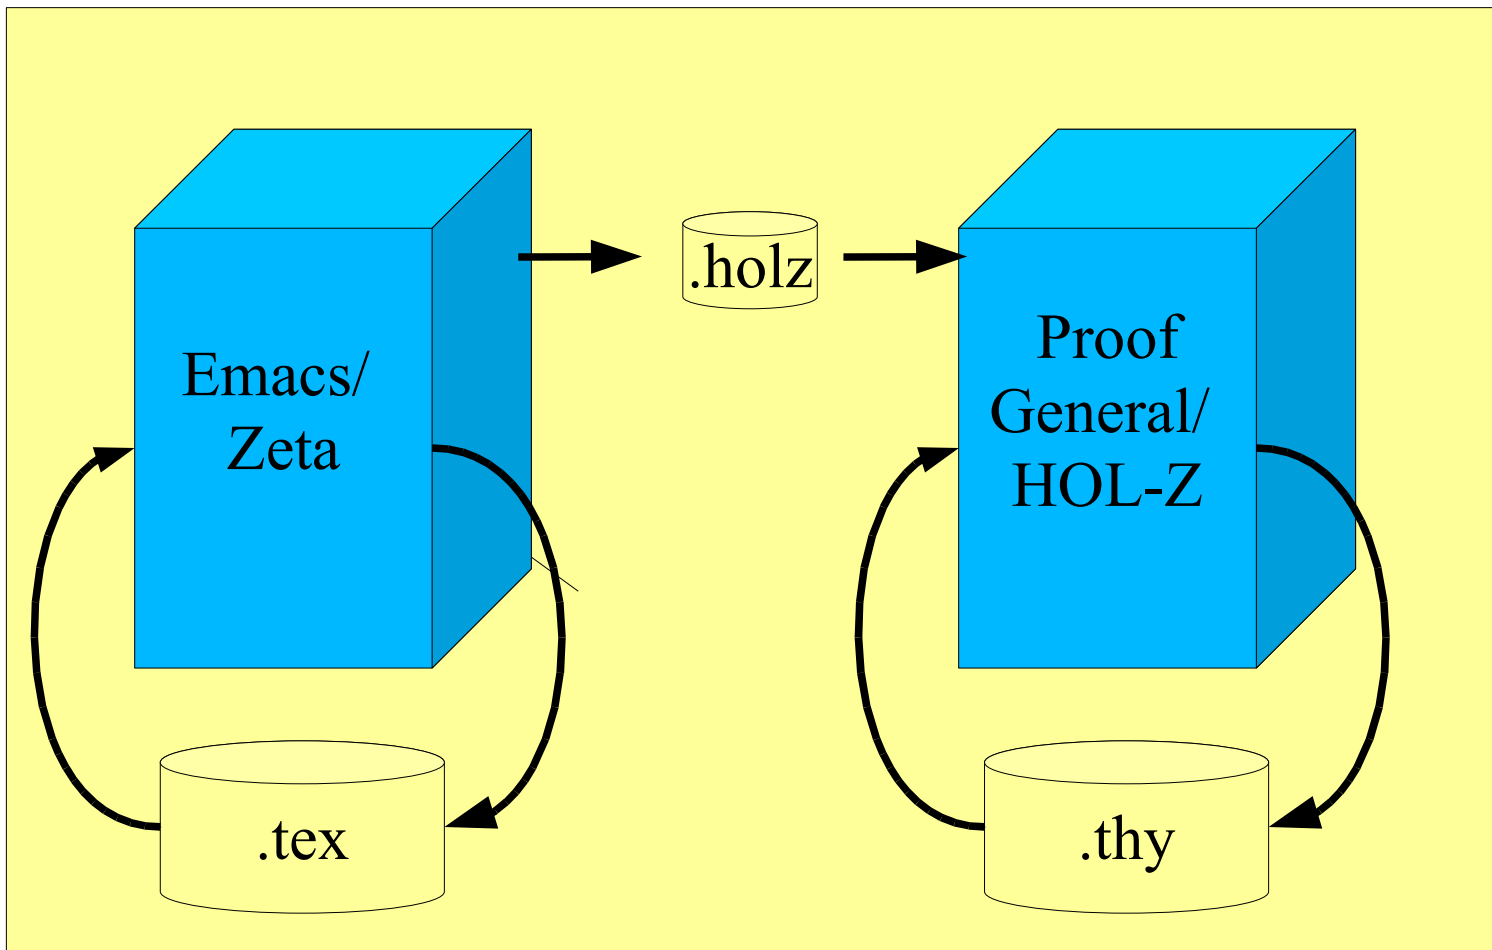 .holz
Emacs/
Zeta
Proof
General/
HOL-Z
.tex
.thy